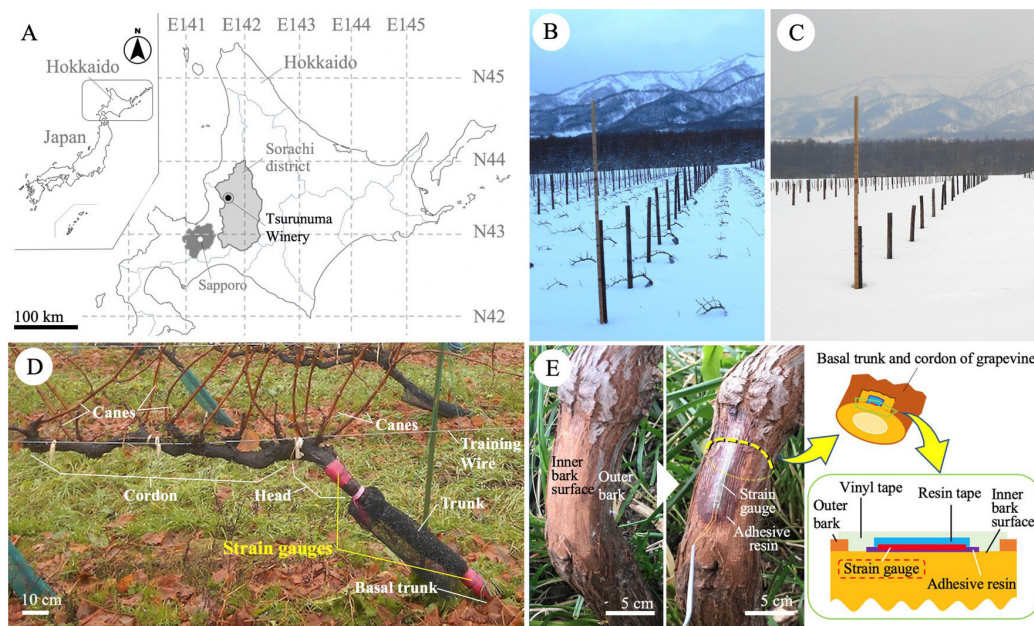 A
N
Hokkaido
Japan
E141 E142 E143 E144 E145
Hokkaido
N45
Sorachi
district
N44
Tsurunuma
Winery
N43
Sapporo
100 km
N42
B
C
D
Canes
Canes
Training
Wire
Cordon
Head
Trunk
Strain gauges
Basal trunk
10 cm
E
Inner
bark
surface
Outer
bark
5 cm
Strain
gauge
Adhesive
resin
5 cm
Basal trunk and cordon of grapevine
Outer
bark
Vinyl tape
Resin tape
Inner
bark
surface
Strain gauge
Adhesive resin